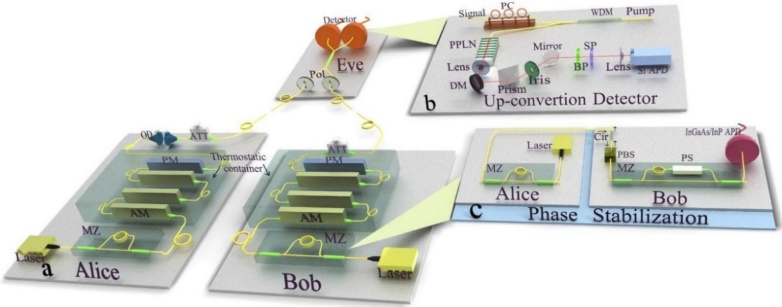 Detector
Eve
Pol
Signal
PC
WDM
Pump
PPLN
Lens
DM
Prism
Iris
Mirror
BP
SP
Lens
Si APD
b
Up-convertion Detector
OD
ATT
PM
Thermostatic
container
AM
MZ
Laser
a
Alice
ATT
PM
AM
MZ
Laser
Bob
Laser
MZ
Alice
c
Cir
PBS
MZ
PS
InGaAs/InP APD
Bob
Phase Stabilization